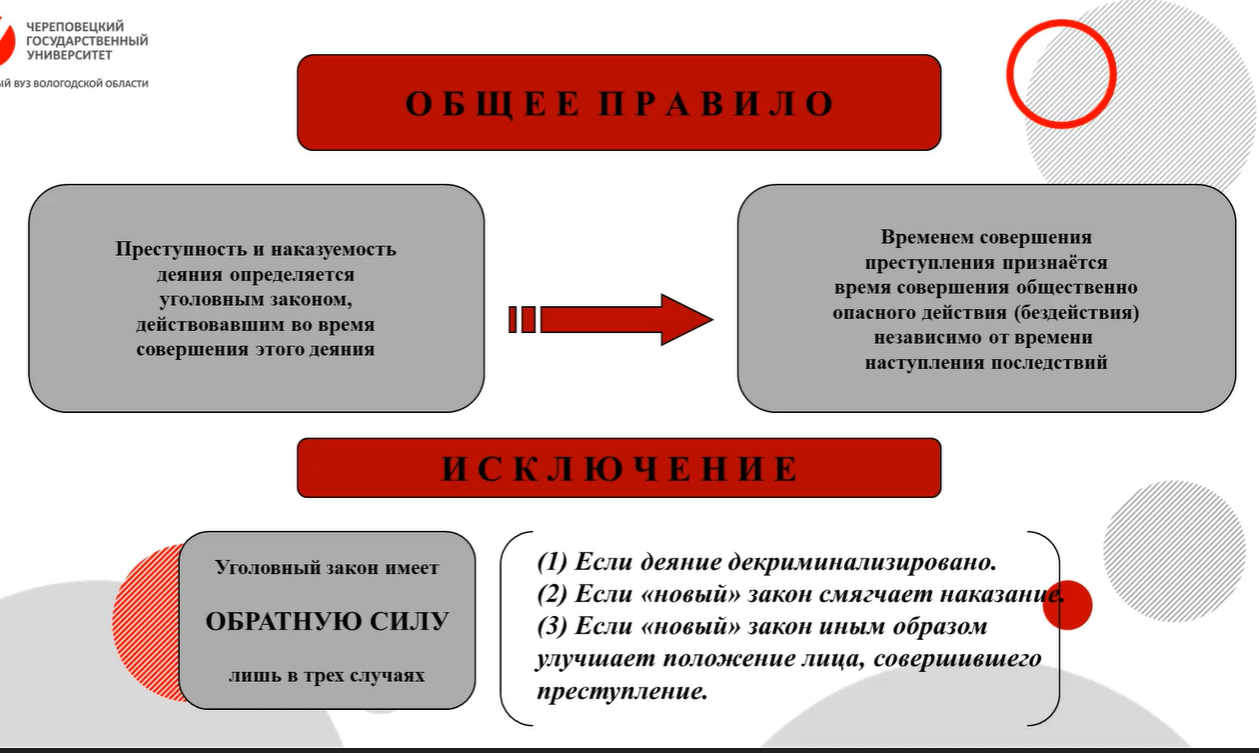 ЧЕРЕПОВЕЦКИЙ
ГОСУДАРСТВЕННЫЙ
УНИВЕРСИТЕТ
ВУЗ ВОЛОГОДСКОЙ ОБЛАСТИ
ОБЩЕЕ ПРАВИЛО
Преступность и наказуемость
деяния определяется
уголовным законом,
действовавшим во время
совершения этого деяния
Временем совершения
преступления признаётся
время совершения общественно
опасного действия (бездействия)
независимо от времени
наступления последствий
ИСКЛЮЧЕНИЕ
Уголовный закон имеет
ОБРАТНУЮ СИЛУ
лишь в трех случаях
(1) Если деяние декриминализировано.
(2) Если «новый» закон смягчает наказание.
(3) Если «новый» закон иным образом
улучшает положение лица, совершившего
преступление.